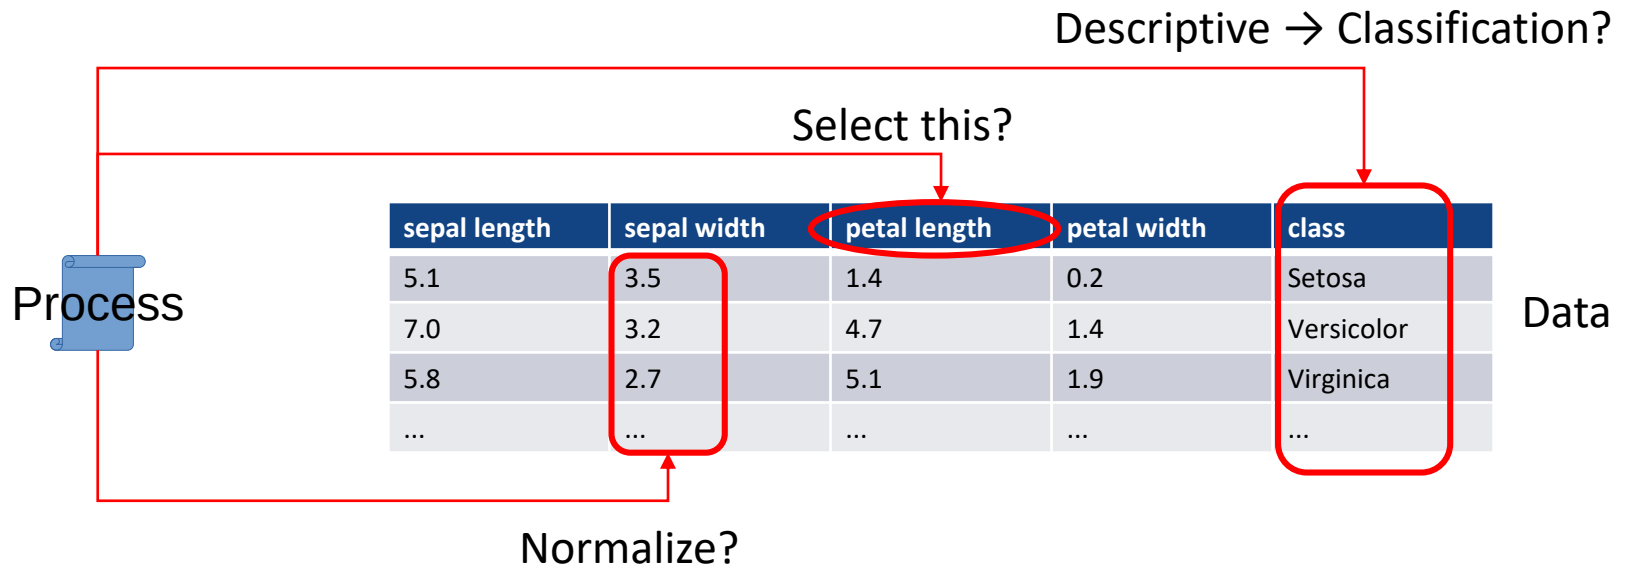 Descriptive → Classification?
Select this?
sepal length sepal width petal length petal width class
5.1 3.5 1.4 0.2 Setosa
7.0 3.2 4.7 1.4 Versicolor
5.8 2.7 5.1 1.9 Virginica
... ... ... ... ...
Process
Data
Normalize?